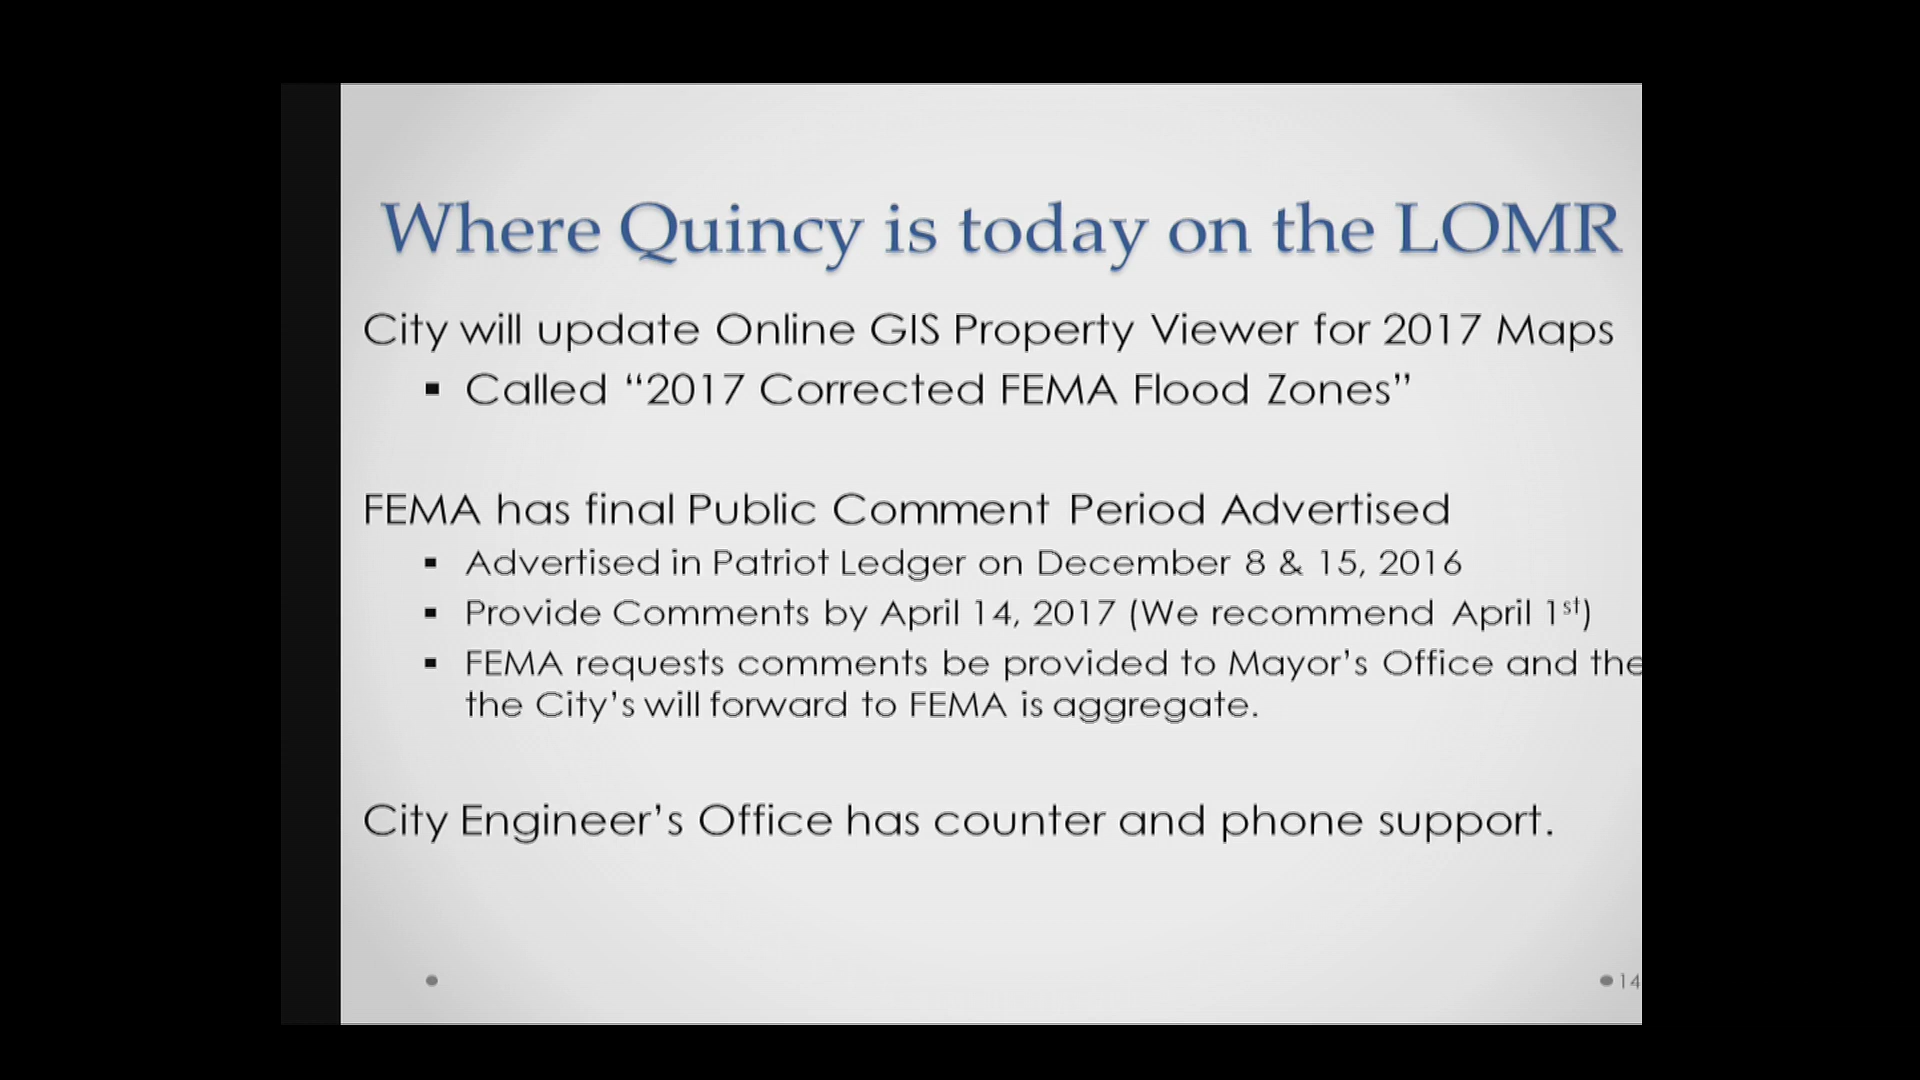 Where Quincy is today on the LOMR
City will update Online GIS Property Viewer for 2017 Maps
▪ Called “2017 Corrected FEMA Flood Zones”
FEMA has final Public Comment Period Advertised
▪ Advertised in Patriot Ledger on December 8 & 15, 2016
▪ Provide Comments by April 14, 2017 (We recommend April 1st)
▪ FEMA requests comments be provided to Mayor’s Office and the
the City’s will forward to FEMA is aggregate.
City Engineer’s Office has counter and phone support.
14